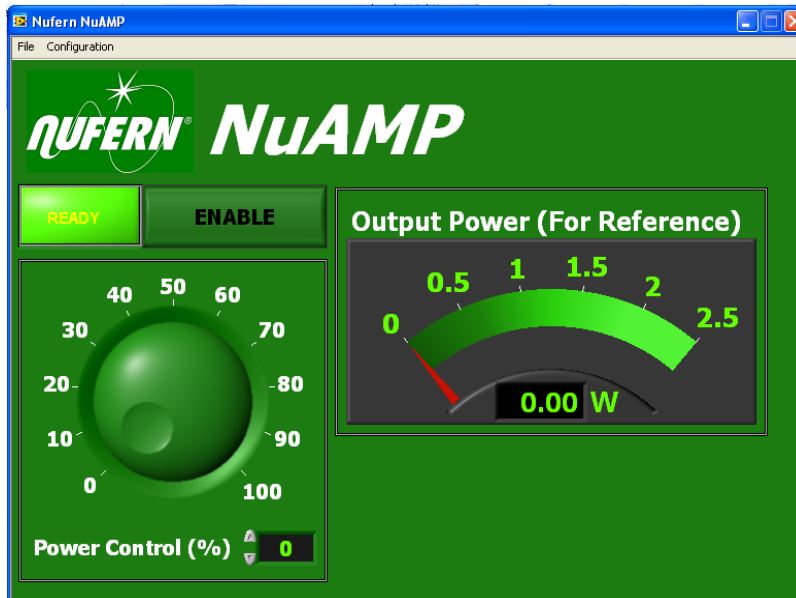 Nufern NuAMP
File Configuration
NUFERN® NuAMP
READY ENABLE
Output Power (For Reference)
0 0.5 1 1.5 2 2.5
0.00 W
0 10 20 30 40 50 60 70 80 90 100
Power Control (%) 0